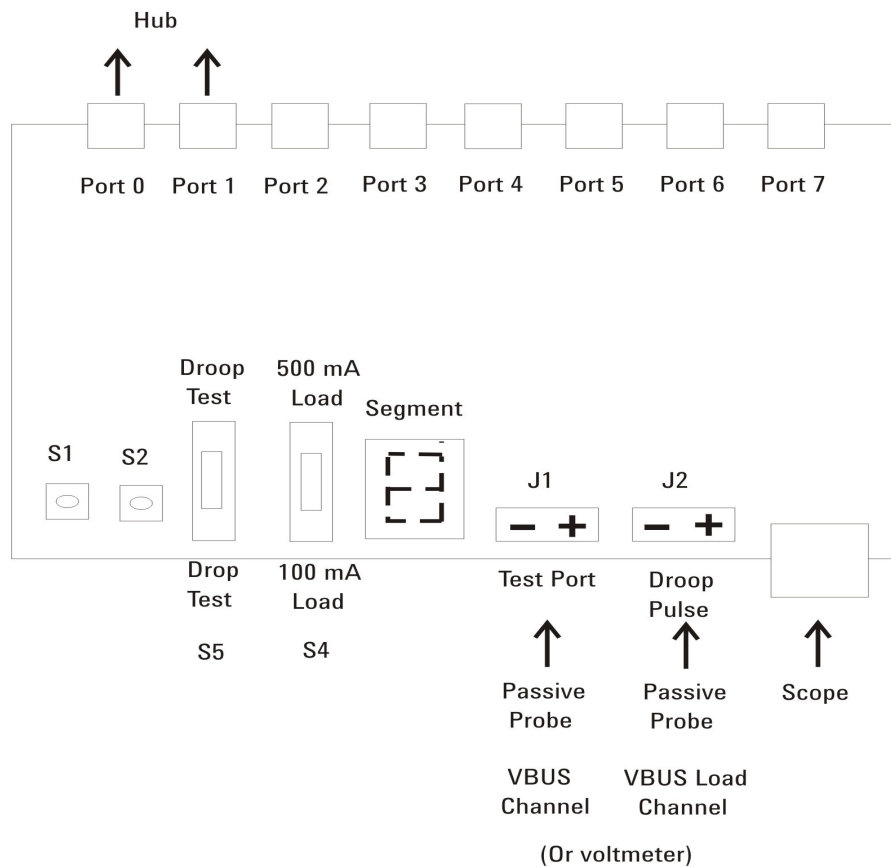 Hub
Port 0 Port 1 Port 2 Port 3 Port 4 Port 5 Port 6 Port 7
Droop
Test
500 mA
Load
Segment
S1
S2
J1
J2
− +
− +
Drop
Test
100 mA
Load
Test Port
Droop
Pulse
S5
S4
Passive
Probe
Passive
Probe
Scope
VBUS
Channel
VBUS Load
Channel
(Or voltmeter)